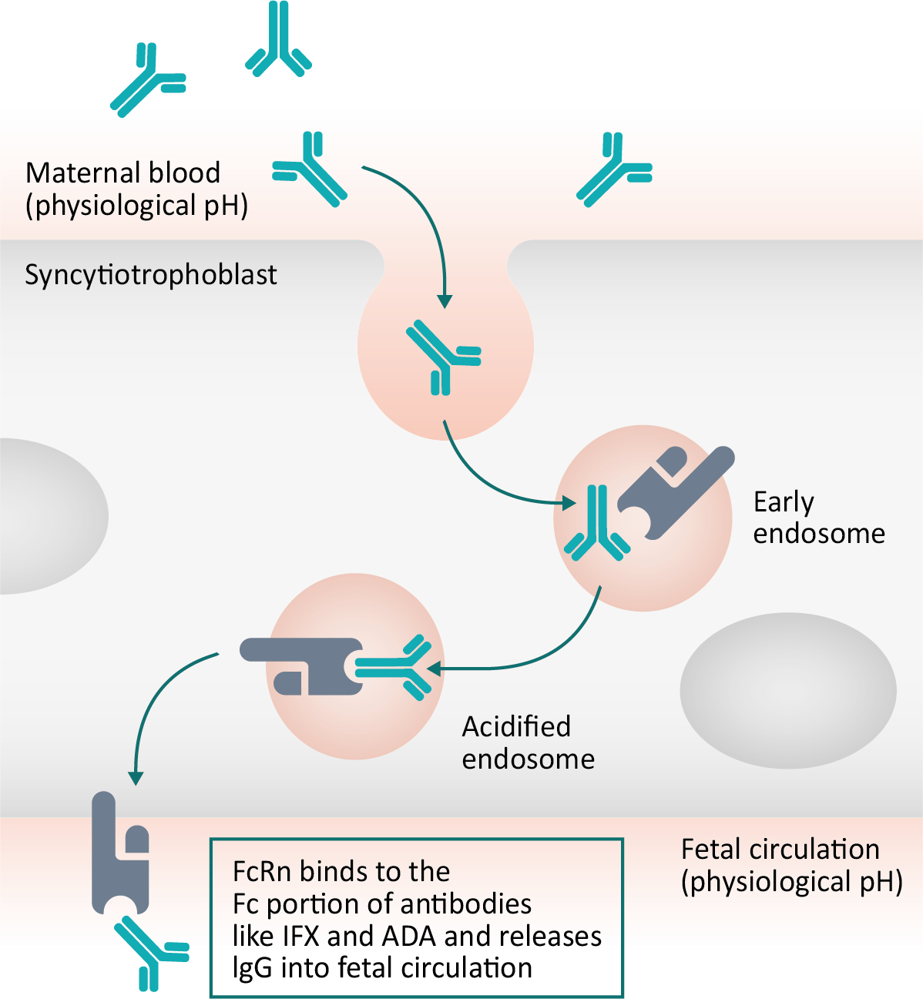 Maternal blood
(physiological pH)
Syncytiotrophoblast
Early
endosome
Acidified
endosome
Fetal circulation
(physiological pH)
FcRn binds to the
Fc portion of antibodies
like IFX and ADA and releases
IgG into fetal circulation